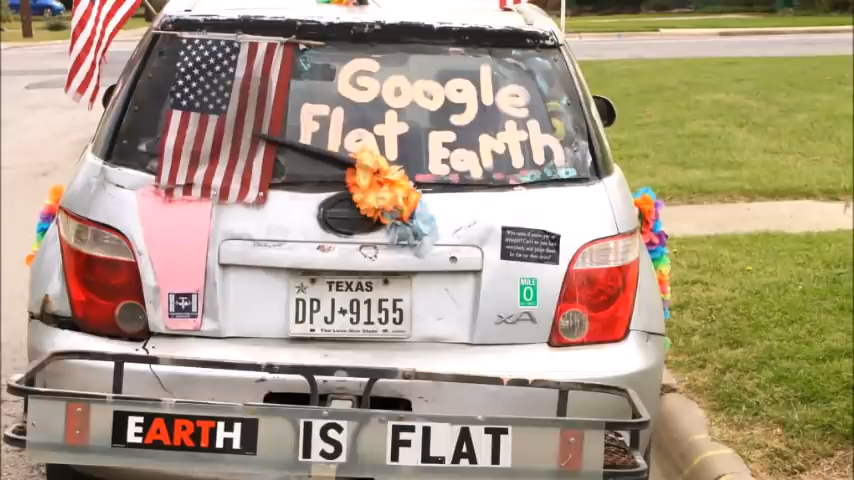 Google
Flat Earth
MILE
0
TEXAS
DPJ★9155
The Lone Star State
xA
EARTH IS FLAT